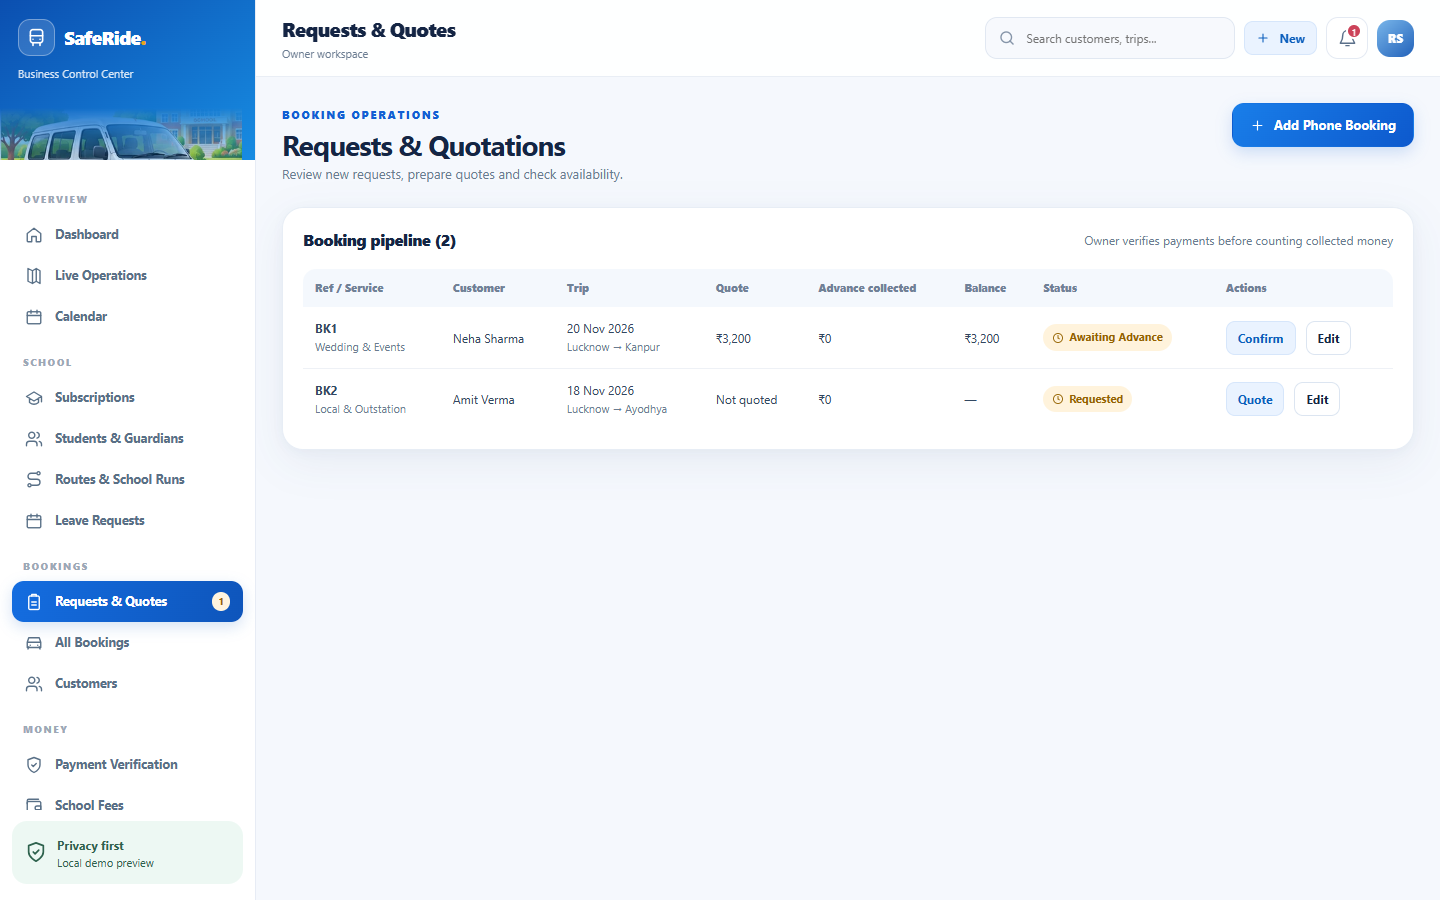 SafeRide.
Business Control Center
OVERVIEW
Dashboard
Live Operations
Calendar
SCHOOL
Subscriptions
Students & Guardians
Routes & School Runs
Leave Requests
BOOKINGS
Requests & Quotes 1
All Bookings
Customers
MONEY
Payment Verification
School Fees
Privacy first
Local demo preview
Requests & Quotes
Owner workspace
Search customers, trips...
+ New
1
RS
BOOKING OPERATIONS
Requests & Quotations
Review new requests, prepare quotes and check availability.
+ Add Phone Booking
Booking pipeline (2)
Owner verifies payments before counting collected money
Ref / Service Customer Trip Quote Advance collected Balance Status Actions
BK1 Neha Sharma 20 Nov 2026 ₹3,200 ₹0 ₹3,200 Awaiting Advance Confirm Edit
Wedding & Events Lucknow → Kanpur
BK2 Amit Verma 18 Nov 2026 Not quoted ₹0 — Requested Quote Edit
Local & Outstation Lucknow → Ayodhya